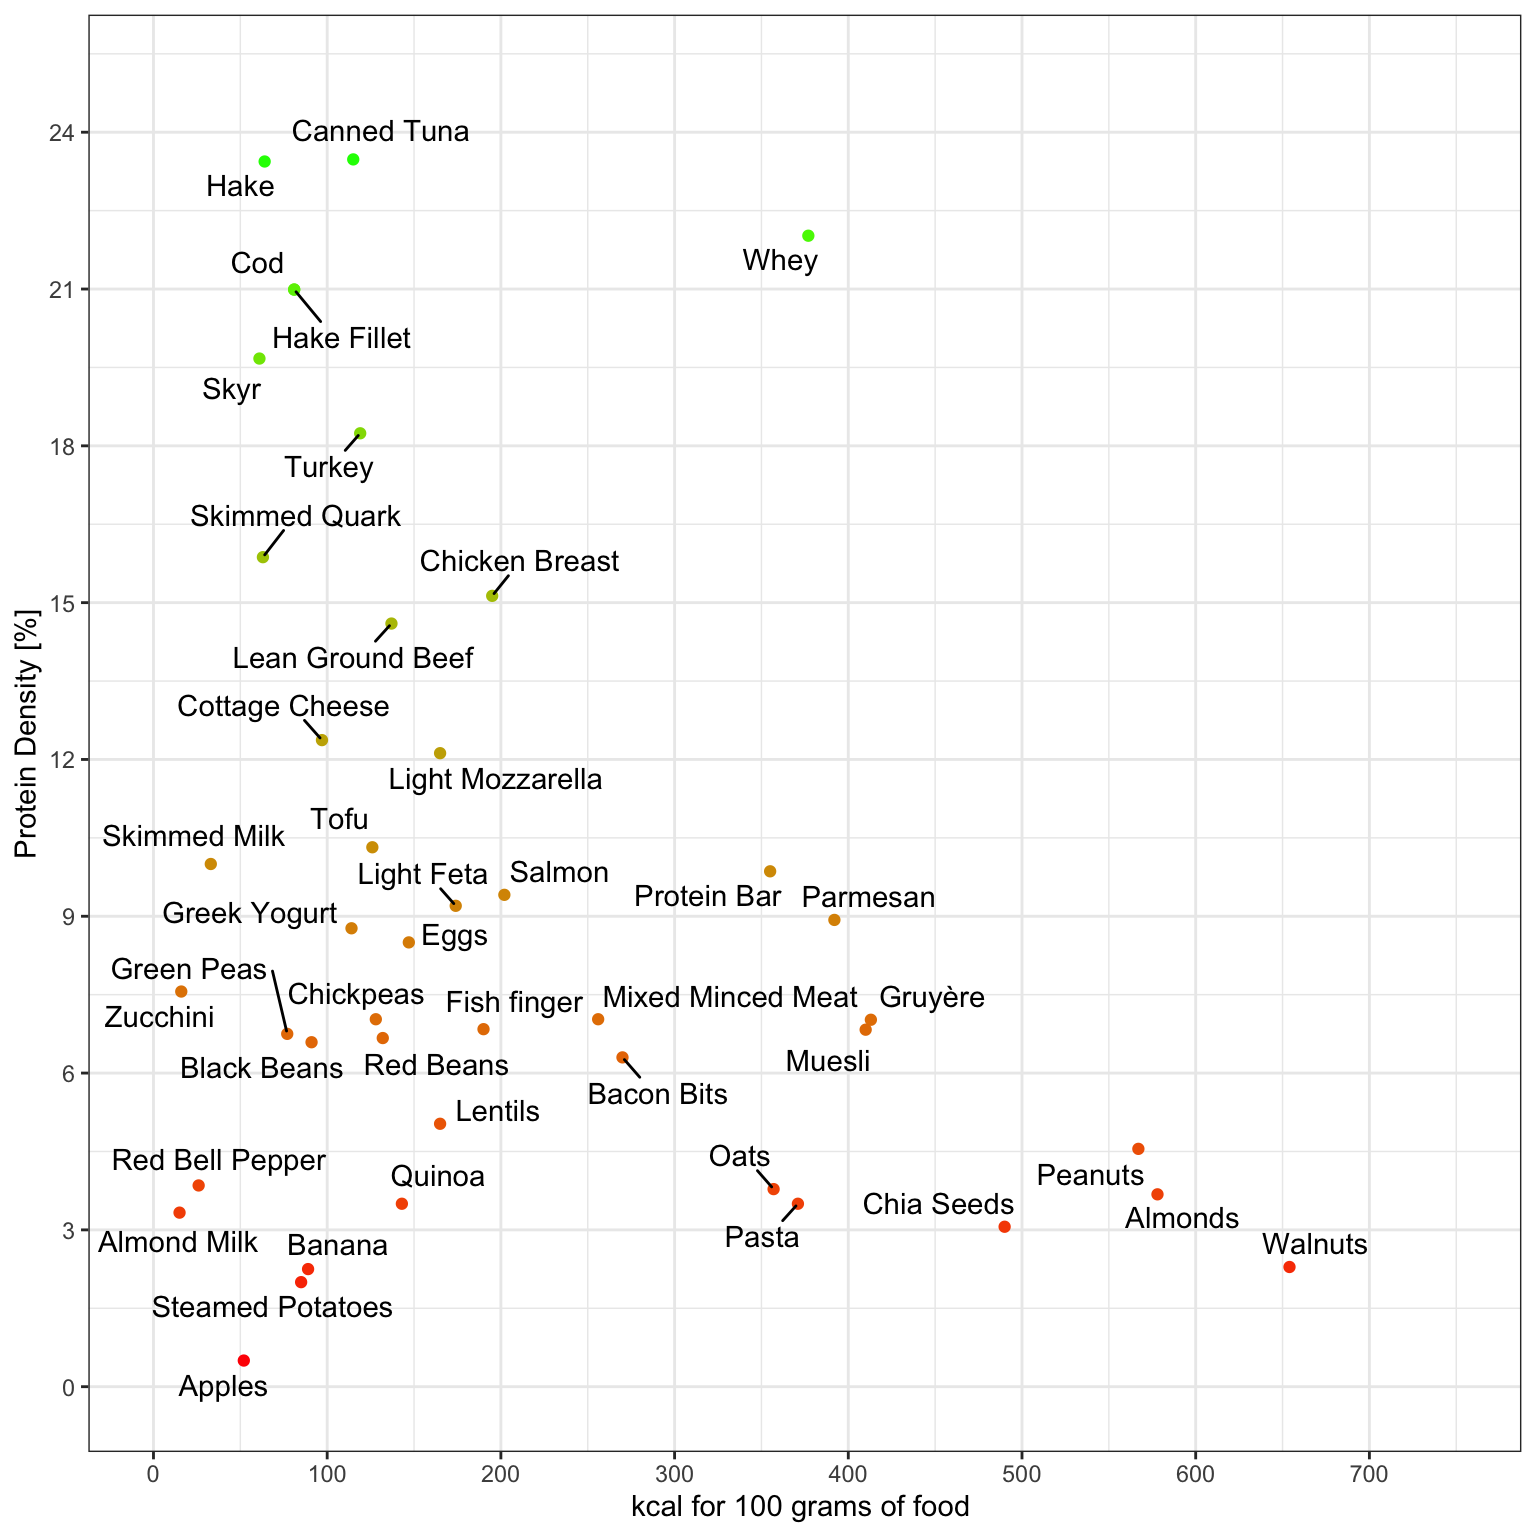 24
21
18
15
12
9
6
3
0
Protein Density [%]
Canned Tuna
Hake
Whey
Cod
Hake Fillet
Skyr
Turkey
Skimmed Quark
Chicken Breast
Lean Ground Beef
Cottage Cheese
Light Mozzarella
Tofu
Skimmed Milk
Light Feta
Salmon
Protein Bar
Parmesan
Greek Yogurt
Eggs
Green Peas
Chickpeas
Fish finger
Mixed Minced Meat
Gruyère
Zucchini
Black Beans
Red Beans
Muesli
Bacon Bits
Lentils
Red Bell Pepper
Quinoa
Oats
Peanuts
Chia Seeds
Almonds
Pasta
Almond Milk
Banana
Walnuts
Steamed Potatoes
Apples
0
100
200
300
400
500
600
700
kcal for 100 grams of food